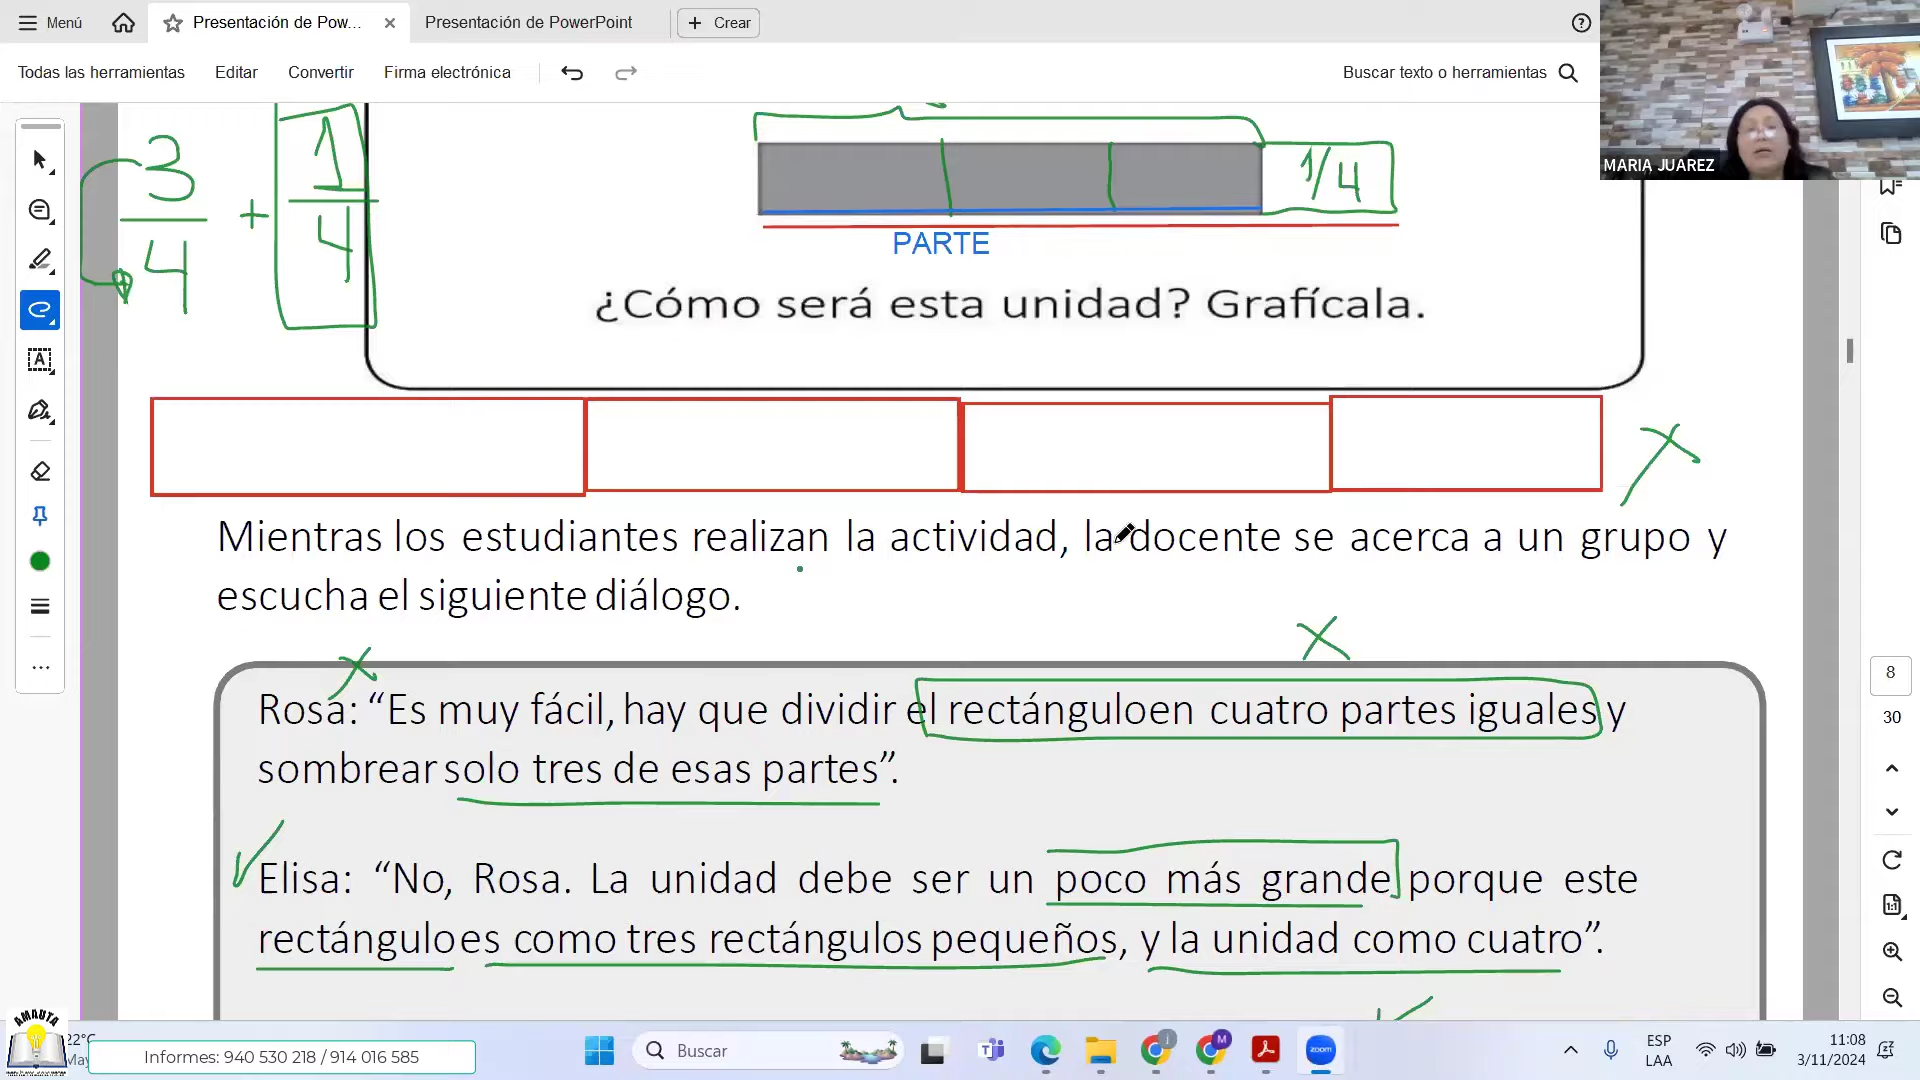 Menú
Presentación de Pow...
Presentación de PowerPoint
+ Crear
Todas las herramientas
Editar
Convertir
Firma electrónica
Buscar texto o herramientas
MARIA JUAREZ
3/4 + 1/4
1/4
PARTE
¿Cómo será esta unidad? Grafícala.
Mientras los estudiantes realizan la actividad, la docente se acerca a un grupo y
escucha el siguiente diálogo.
Rosa: “Es muy fácil, hay que dividir el rectánguloen cuatro partes iguales y
sombrear solo tres de esas partes”.
Elisa: “No, Rosa. La unidad debe ser un poco más grande porque este
rectángulo es como tres rectángulos pequeños, y la unidad como cuatro”.
8
30
AMAUTA
22°C
Informes: 940 530 218 / 914 016 585
Buscar
zoom
ESP
LAA
11:08
3/11/2024